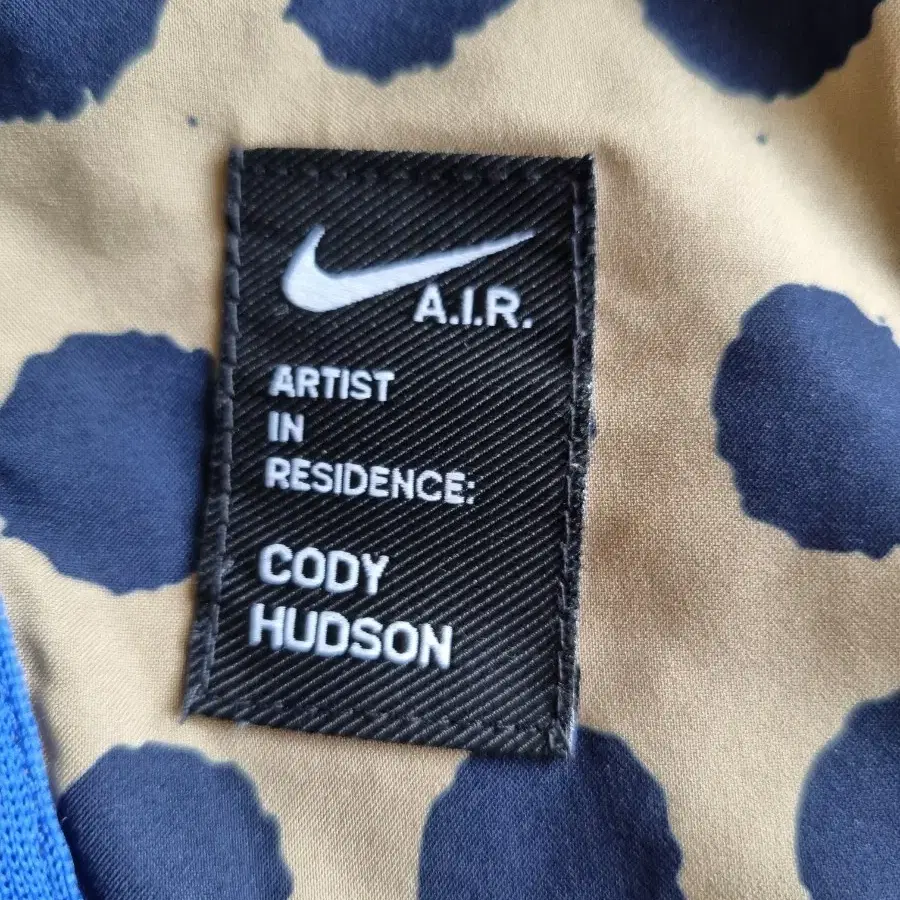 A.I.R.
ARTIST
IN
RESIDENCE:
CODY
HUDSON